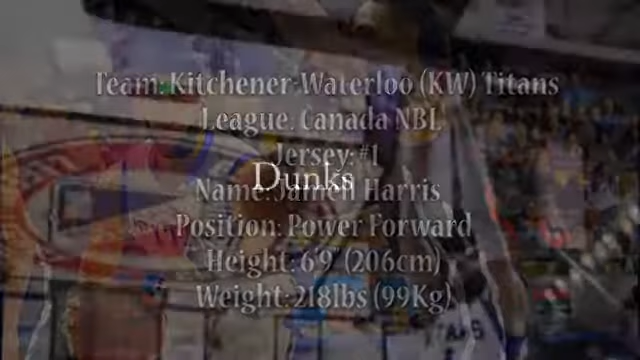 Team: Kitchener-Waterloo (KW) Titans
League: Canada NBL
Jersey: #1
Dunks
Name: Harris
Position: Power Forward
Height: 6'9" (206cm)
Weight: 218lbs (99Kg)